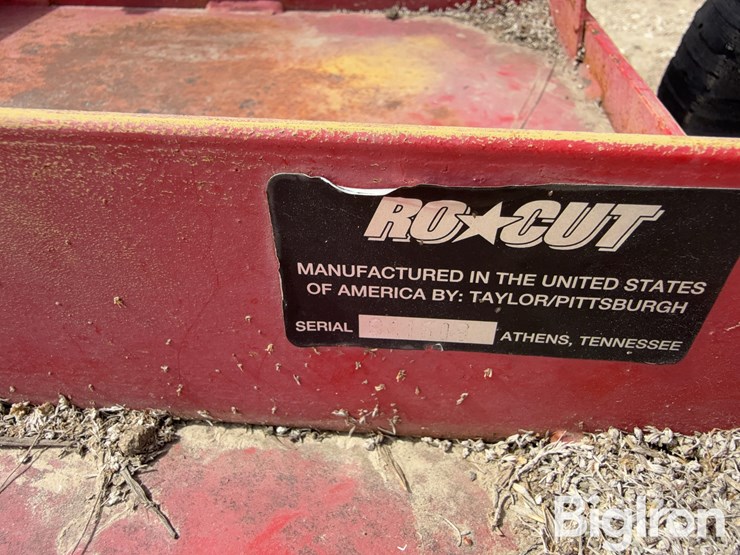 RO★CUT
MANUFACTURED IN THE UNITED STATES
OF AMERICA BY: TAYLOR/PITTSBURGH
SERIAL ATHENS, TENNESSEE
BigIron